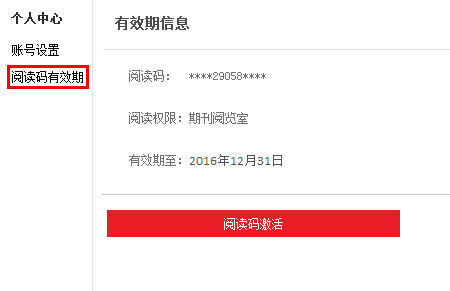 个人中心
账号设置
阅读码有效期
有效期信息
阅读码： ****29058****
阅读权限：期刊阅览室
有效期至：2016年12月31日
阅读码激活